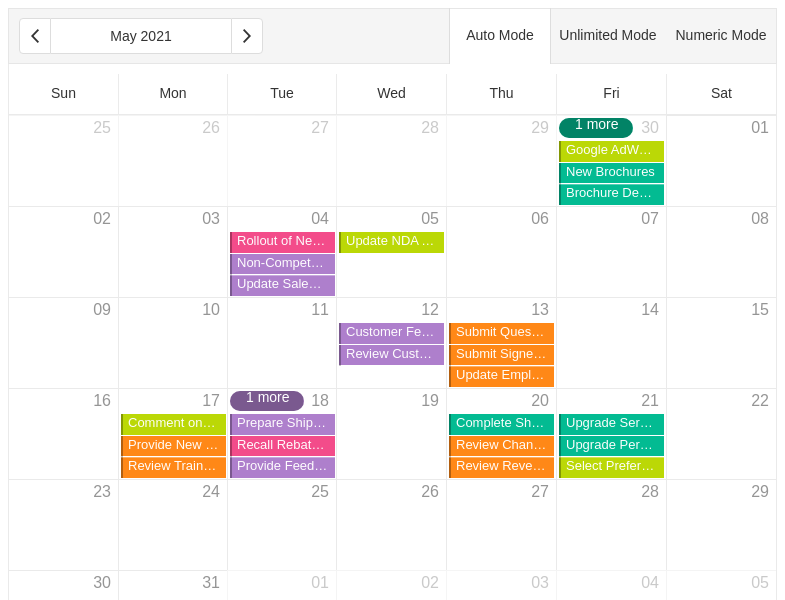 May 2021
Auto Mode Unlimited Mode Numeric Mode
Sun Mon Tue Wed Thu Fri Sat
25 26 27 28 29 1 more 30 01
Google AdW…
New Brochures
Brochure De…
02 03 04 05 06 07 08
Rollout of Ne… Update NDA …
Non-Compet…
Update Sale…
09 10 11 12 13 14 15
Customer Fe… Submit Ques…
Review Cust… Submit Signe…
Update Empl…
16 17 1 more 18 19 20 21 22
Comment on… Prepare Ship… Complete Sh… Upgrade Ser…
Provide New … Recall Rebat… Review Chan… Upgrade Per…
Review Train… Provide Feed… Review Reve… Select Prefer…
23 24 25 26 27 28 29
30 31 01 02 03 04 05